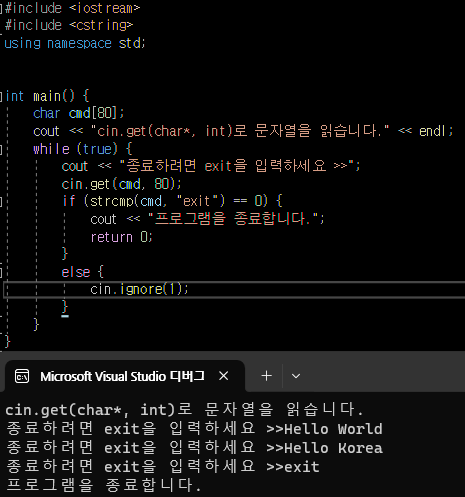 #include <iostream>
#include <cstring>
using namespace std;
int main() {
char cmd[80];
cout << "cin.get(char*, int)로 문자열을 읽습니다." << endl;
while (true) {
cout << "종료하려면 exit을 입력하세요 >>";
cin.get(cmd, 80);
if (strcmp(cmd, "exit") == 0) {
cout << "프로그램을 종료합니다.";
return 0;
}
else {
cin.ignore(1);
}
}
}
Microsoft Visual Studio 디버그
cin.get(char*, int)로 문자열을 읽습니다.
종료하려면 exit을 입력하세요 >>Hello World
종료하려면 exit을 입력하세요 >>Hello Korea
종료하려면 exit을 입력하세요 >>exit
프로그램을 종료합니다.